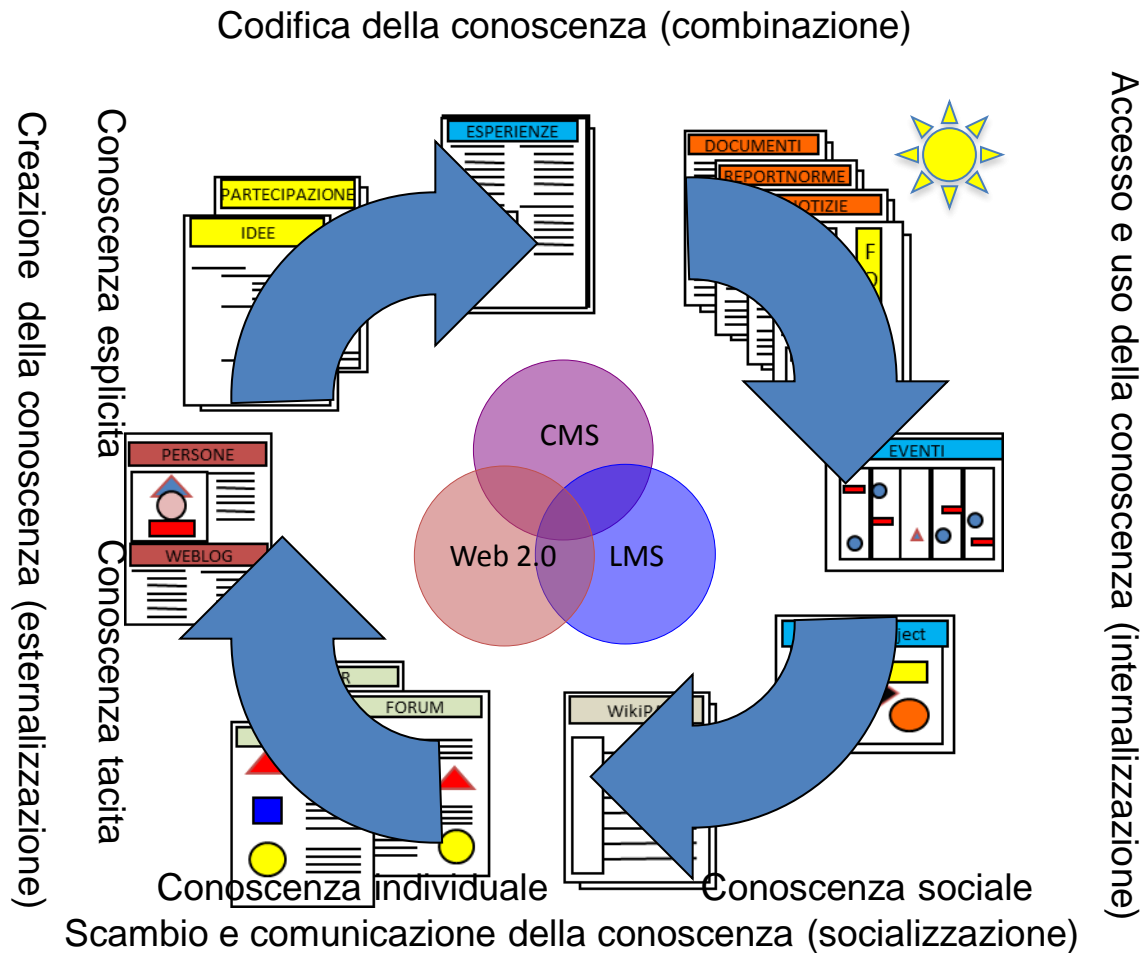 Codifica della conoscenza (combinazione)
Creazione della conoscenza (esternalizzazione)
Conoscenza esplicita
Conoscenza tacita
Accesso e uso della conoscenza (internalizzazione)
ESPERIENZE
PARTECIPAZIONE
IDEE
DOCUMENTI
REPORTNORME
F
CMS
Web 2.0
LMS
PERSONE
WEBLOG
EVENTI
FORUM
Conoscenza individuale
Conoscenza sociale
Scambio e comunicazione della conoscenza (socializzazione)